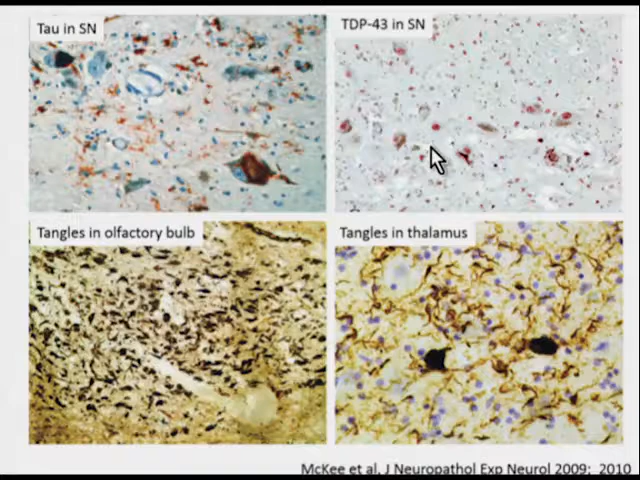 Tau in SN
TDP-43 in SN
Tangles in olfactory bulb
Tangles in thalamus
McKee et al, J Neuropathol Exp Neurol 2009; 2010